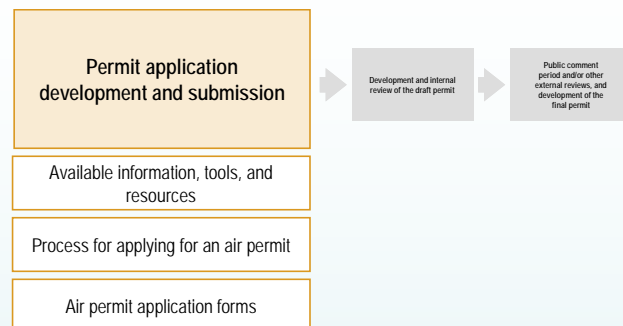 Permit application
development and submission
Development and internal
review of the draft permit
Public comment
period and/or other
external reviews, and
development of the
final permit
Available information, tools, and
resources
Process for applying for an air permit
Air permit application forms